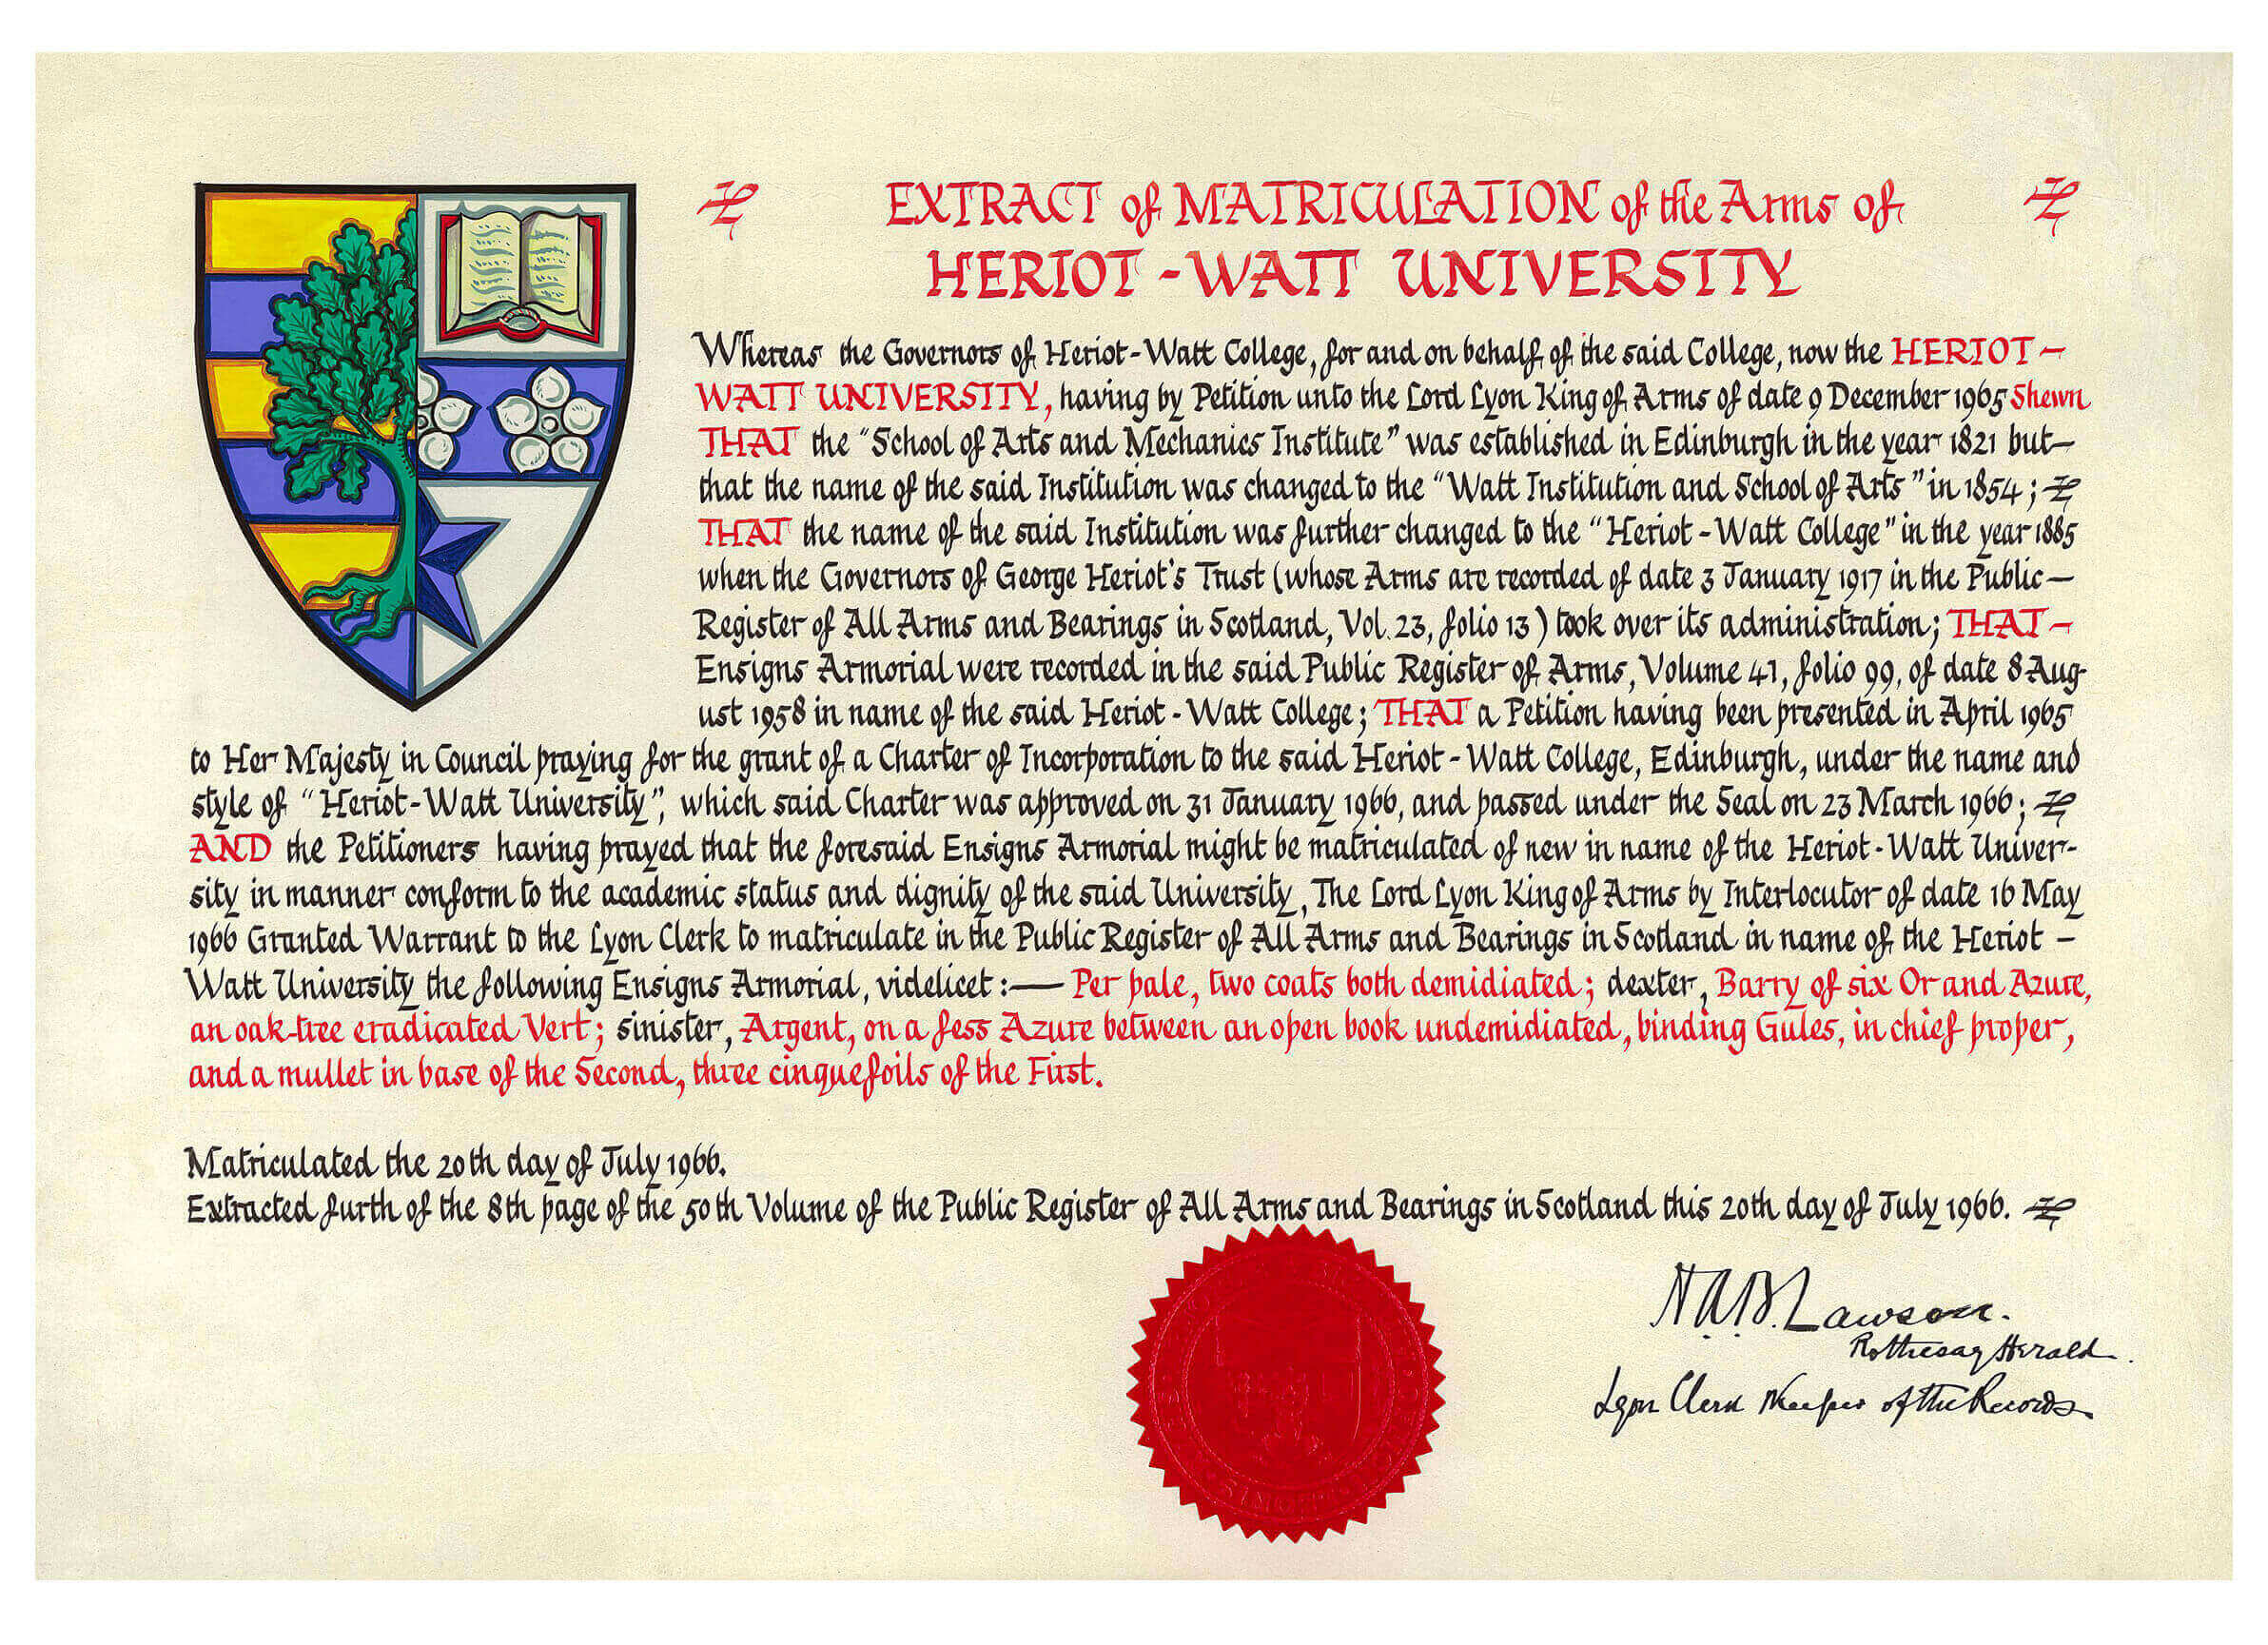 EXTRACT of MATRICULATION of the Arms of
HERIOT-WATT UNIVERSITY
Whereas the Governors of Heriot-Watt College, for and on behalf of the said College, now the HERIOT-
WATT UNIVERSITY, having by Petition unto the Lord Lyon King of Arms of date 9 December 1965 Shewn
THAT the “School of Arts and Mechanics Institute” was established in Edinburgh in the year 1821 but—
that the name of the said Institution was changed to the “Watt Institution and School of Arts” in 1854;
THAT the name of the said Institution was further changed to the “Heriot-Watt College” in the year 1885
when the Governors of George Heriot's Trust (whose Arms are recorded of date 3 January 1917 in the Public—
Register of All Arms and Bearings in Scotland, Vol. 23, folio 13) took over its administration; THAT—
Ensigns Armorial were recorded in the said Public Register of Arms, Volume 41, folio 99, of date 8 Aug-
ust 1958 in name of the said Heriot-Watt College; THAT a Petition having been presented in April 1965
to Her Majesty in Council praying for the grant of a Charter of Incorporation to the said Heriot-Watt College, Edinburgh, under the name and
style of “Heriot-Watt University”, which said Charter was approved on 31 January 1966, and passed under the Seal on 23 March 1966;
AND the Petitioners having prayed that the foresaid Ensigns Armorial might be matriculated of new in name of the Heriot-Watt Univer-
sity in manner conform to the academic status and dignity of the said University, The Lord Lyon King of Arms by Interlocutor of date 16 May
1966 Granted Warrant to the Lyon Clerk to matriculate in the Public Register of All Arms and Bearings in Scotland in name of the Heriot –
Watt University the following Ensigns Armorial, videlicet:— Per pale, two coats both demidiated; dexter, Barry of six Or and Azure,
an oak-tree eradicated Vert; sinister, Argent, on a fess Azure between an open book undemidiated, binding Gules, in chief proper,
and a mullet in base of the Second, three cinquefoils of the First.
Matriculated the 20th day of July 1966.
Extracted furth of the 8th page of the 50th Volume of the Public Register of All Arms and Bearings in Scotland this 20th day of July 1966.
Lawson.
Rothesay Herald.
Lyon Clerk Keeper of the Records